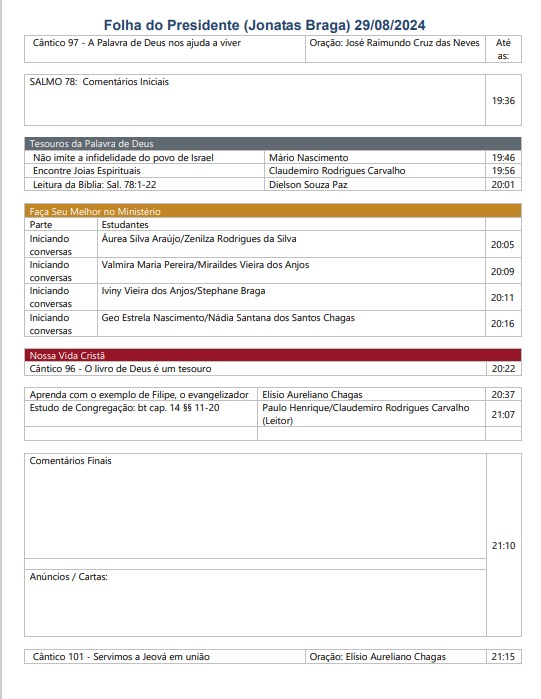 Folha do Presidente (Jonatas Braga) 29/08/2024
Cântico 97 - A Palavra de Deus nos ajuda a viver Oração: José Raimundo Cruz das Neves Até as:
SALMO 78: Comentários Iniciais
19:36
Tesouros da Palavra de Deus
Não imite a infidelidade do povo de Israel Mário Nascimento 19:46
Encontre Joias Espirituais Claudemiro Rodrigues Carvalho 19:56
Leitura da Bíblia: Sal. 78:1-22 Dielson Souza Paz 20:01
Faça Seu Melhor no Ministério
Parte Estudantes
Iniciando conversas Áurea Silva Araújo/Zenilza Rodrigues da Silva 20:05
Iniciando conversas Valmira Maria Pereira/Miraildes Vieira dos Anjos 20:09
Iniciando conversas Iviny Vieira dos Anjos/Stephane Braga 20:11
Iniciando conversas Geo Estrela Nascimento/Nádia Santana dos Santos Chagas 20:16
Nossa Vida Cristã
Cântico 96 - O livro de Deus é um tesouro 20:22
Aprenda com o exemplo de Filipe, o evangelizador Elísio Aureliano Chagas 20:37
Estudo de Congregação: bt cap. 14 §§ 11-20 Paulo Henrique/Claudemiro Rodrigues Carvalho (Leitor) 21:07
Comentários Finais
21:10
Anúncios / Cartas:
Cântico 101 - Servimos a Jeová em união Oração: Elísio Aureliano Chagas 21:15